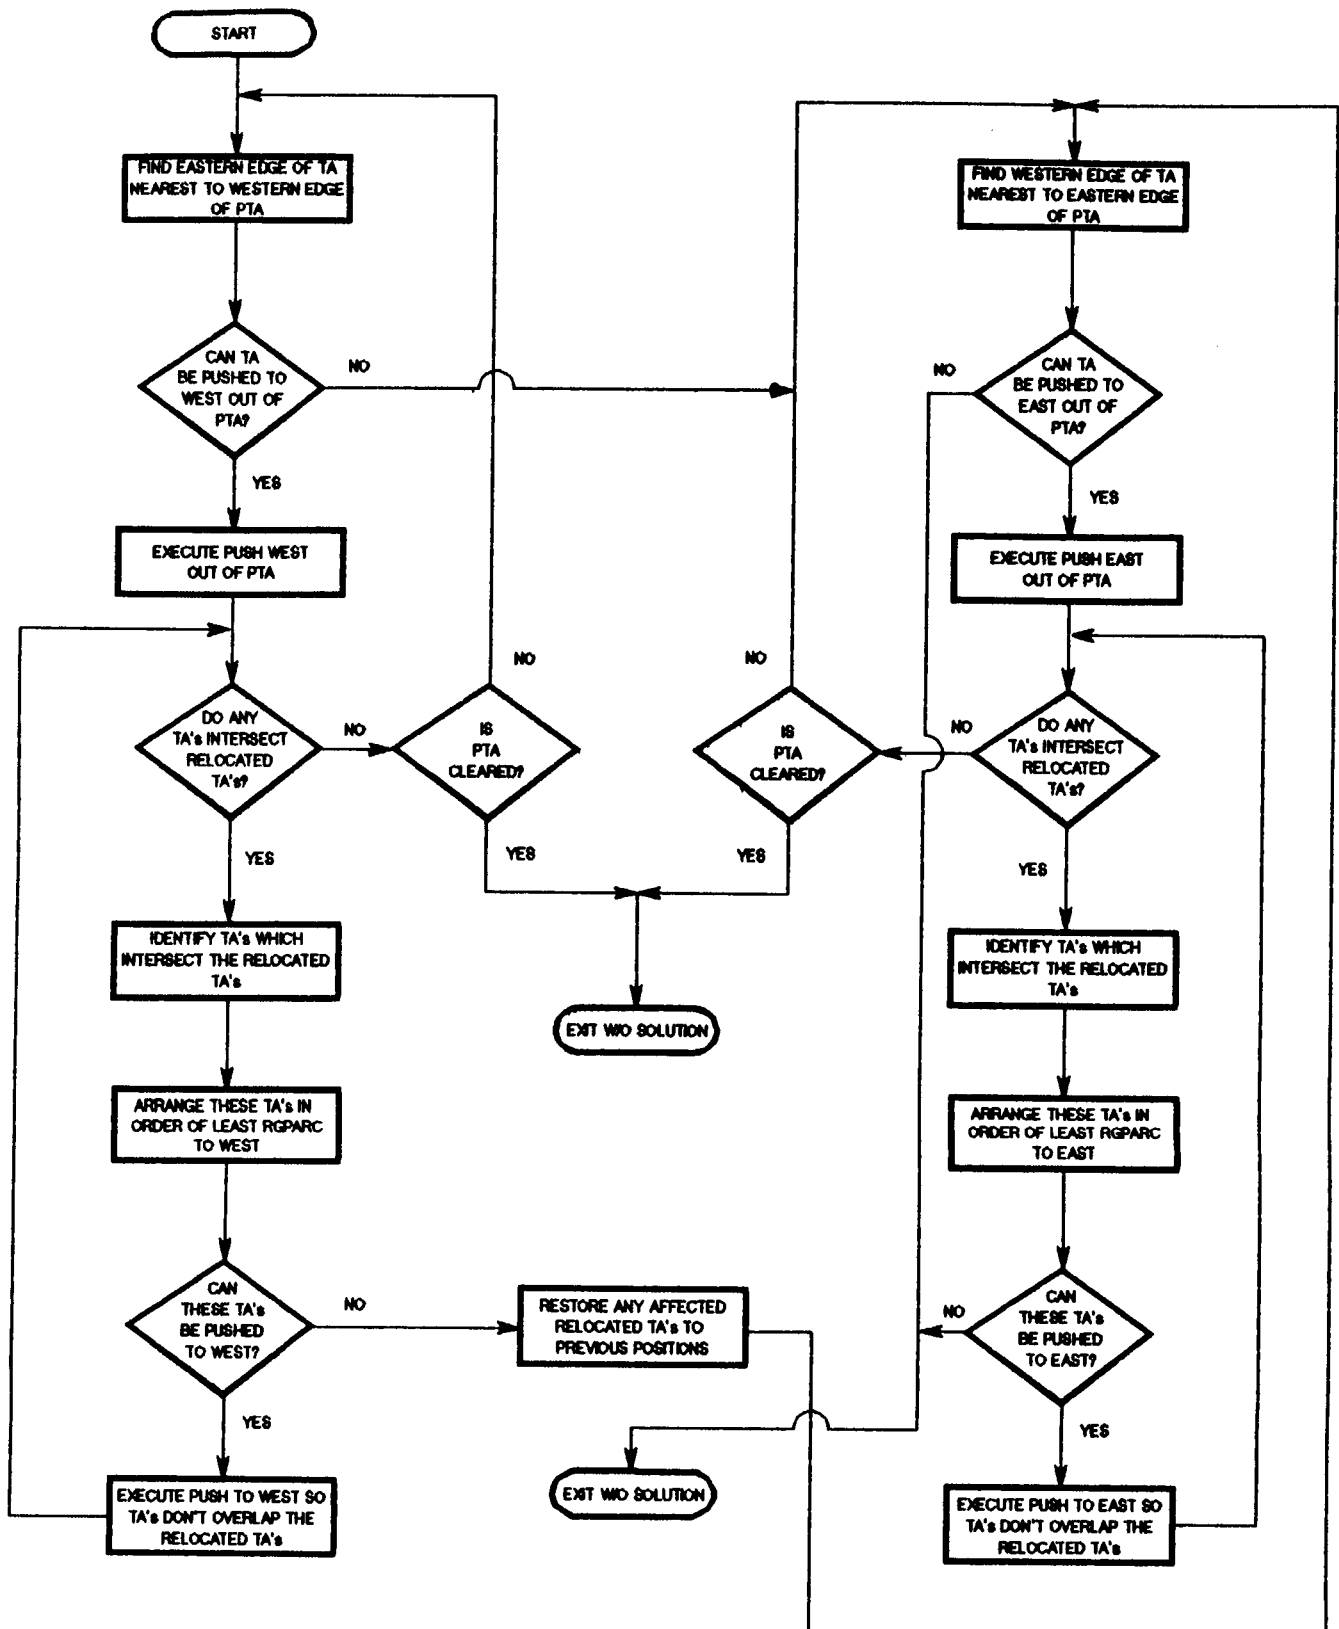 START
FIND EASTERN EDGE OF TA
NEAREST TO WESTERN EDGE
OF PTA
CAN TA
BE PUSHED TO
WEST OUT OF
PTA?
NO
YES
EXECUTE PUSH WEST
OUT OF PTA
DO ANY
TA's INTERSECT
RELOCATED
TA's?
NO
YES
IDENTIFY TA's WHICH
INTERSECT THE RELOCATED
TA's
ARRANGE THESE TA's IN
ORDER OF LEAST RGPARC
TO WEST
CAN
THESE TA's
BE PUSHED
TO WEST?
NO
YES
EXECUTE PUSH TO WEST SO
TA's DON'T OVERLAP THE
RELOCATED TA's
NO
IS
PTA
CLEARED?
YES
NO
IS
PTA
CLEARED?
YES
EXIT W/O SOLUTION
RESTORE ANY AFFECTED
RELOCATED TA's TO
PREVIOUS POSITIONS
EXIT W/O SOLUTION
FIND WESTERN EDGE OF TA
NEAREST TO EASTERN EDGE
OF PTA
CAN TA
BE PUSHED TO
EAST OUT OF
PTA?
NO
YES
EXECUTE PUSH EAST
OUT OF PTA
DO ANY
TA's INTERSECT
RELOCATED
TA's?
NO
YES
IDENTIFY TA's WHICH
INTERSECT THE RELOCATED
TA's
ARRANGE THESE TA's IN
ORDER OF LEAST RGPARC
TO EAST
CAN
THESE TA's
BE PUSHED
TO EAST?
NO
YES
EXECUTE PUSH TO EAST SO
TA's DON'T OVERLAP THE
RELOCATED TA's